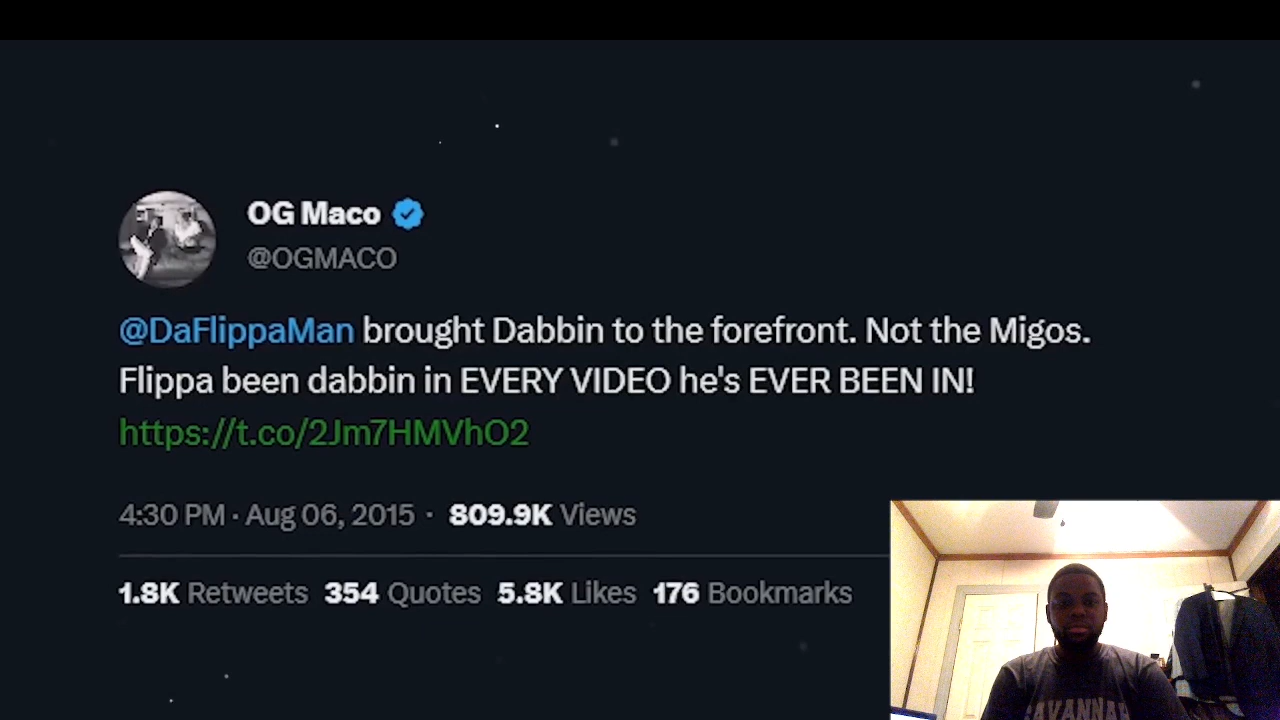 OG Maco
@OGMACO
@DaFlippaMan brought Dabbin to the forefront. Not the Migos.
Flippa been dabbin in EVERY VIDEO he's EVER BEEN IN!
https://t.co/2Jm7HMVhO2
4:30 PM · Aug 06, 2015 · 809.9K Views
1.8K Retweets 354 Quotes 5.8K Likes 176 Bookmarks
SAVANNAH